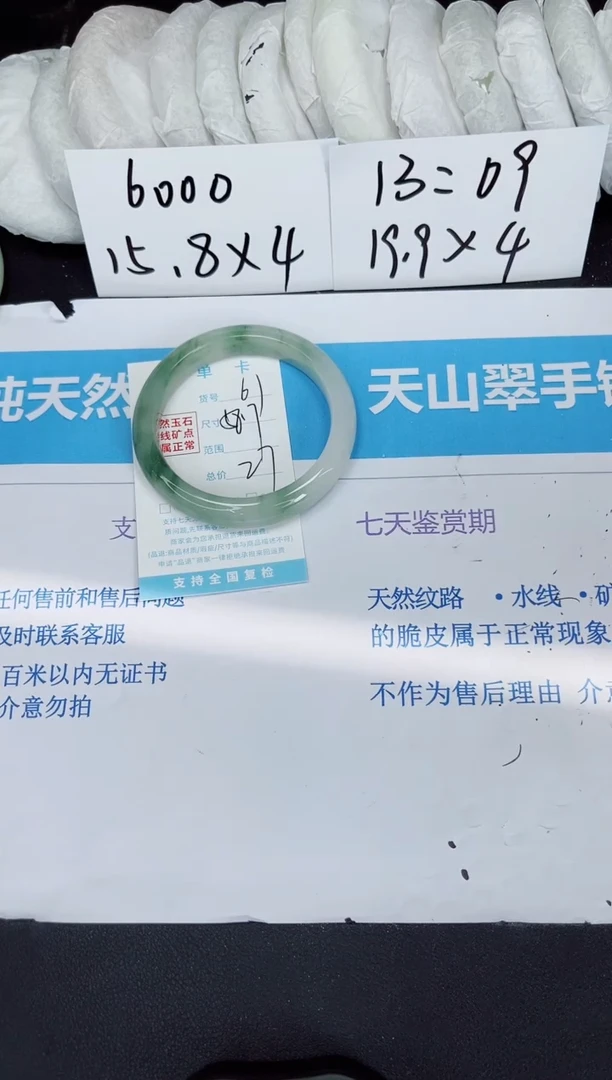 6000
15.8×4
13=09
19.9×4
纯天然
天山翠手镯
单 卡
货号 61
然玉石
线矿点
属正常
尺寸
范围
总价 27
支持全国复检
支
七天鉴赏期
任何售前和售后问题
及时联系客服
百米以内无证书
介意勿拍
天然纹路 •水线 •矿
的脆皮属于正常现象
不作为售后理由 介意